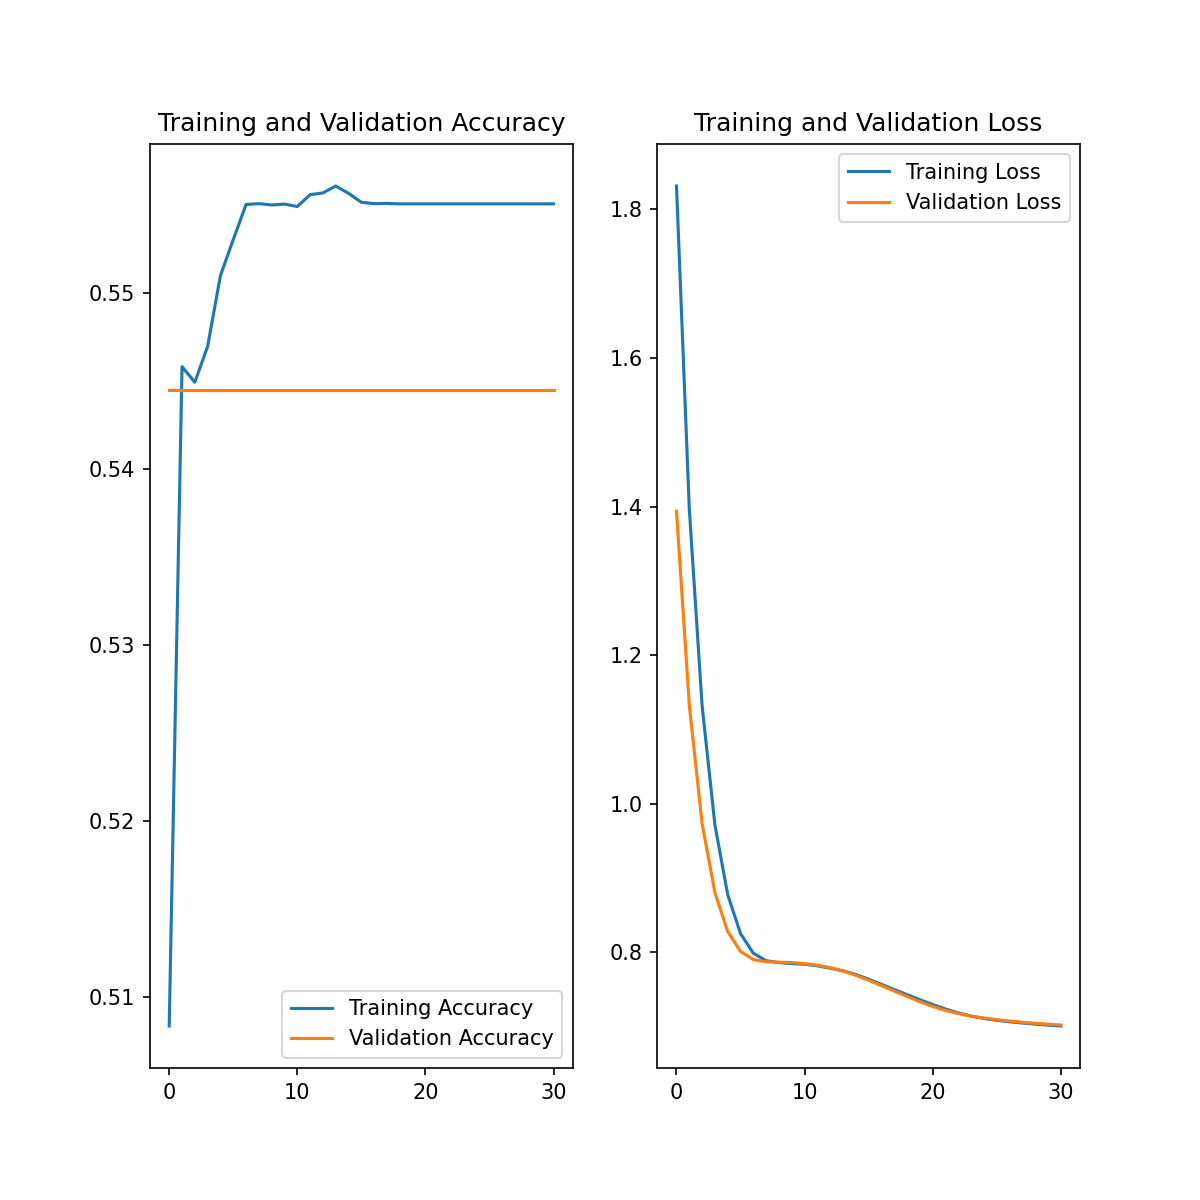 Training and Validation Accuracy
0.55
0.54
0.53
0.52
0.51
Training Accuracy
Validation Accuracy
0 10 20 30
Training and Validation Loss
Training Loss
Validation Loss
1.8
1.6
1.4
1.2
1.0
0.8
0 10 20 30